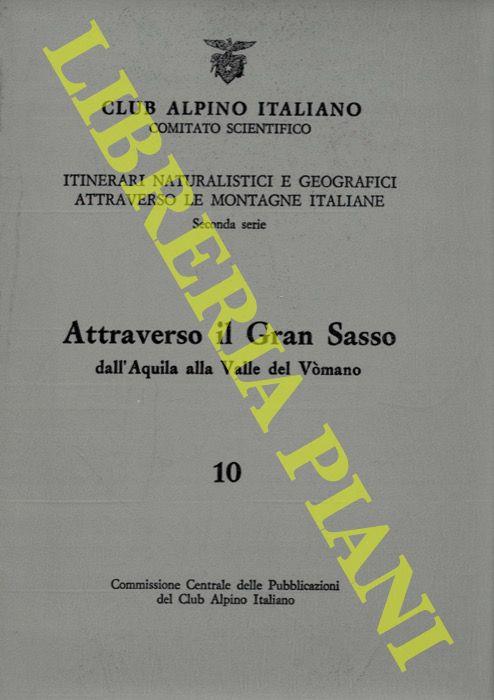 CLUB ALPINO ITALIANO
COMITATO SCIENTIFICO
ITINERARI NATURALISTICI E GEOGRAFICI
ATTRAVERSO LE MONTAGNE ITALIANE
Seconda serie
Attraverso il Gran Sasso
dall'Aquila alla Valle del Vòmano
10
Commissione Centrale delle Pubblicazioni
del Club Alpino Italiano
LIBRERIA PIANI